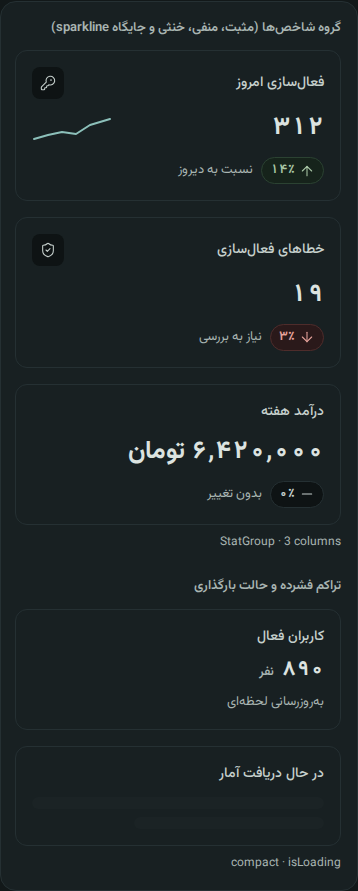 گروه شاخص‌ها (مثبت، منفی، خنثی و جایگاه sparkline)
فعال‌سازی امروز
۳۱۲
۱۴٪ نسبت به دیروز
خطاهای فعال‌سازی
۱۹
۳٪ نیاز به بررسی
درآمد هفته
۶,۴۲۰,۰۰۰ تومان
۰٪ بدون تغییر
StatGroup · 3 columns
تراکم فشرده و حالت بارگذاری
کاربران فعال
۸۹۰ نفر
به‌روزرسانی لحظه‌ای
در حال دریافت آمار
compact · isLoading